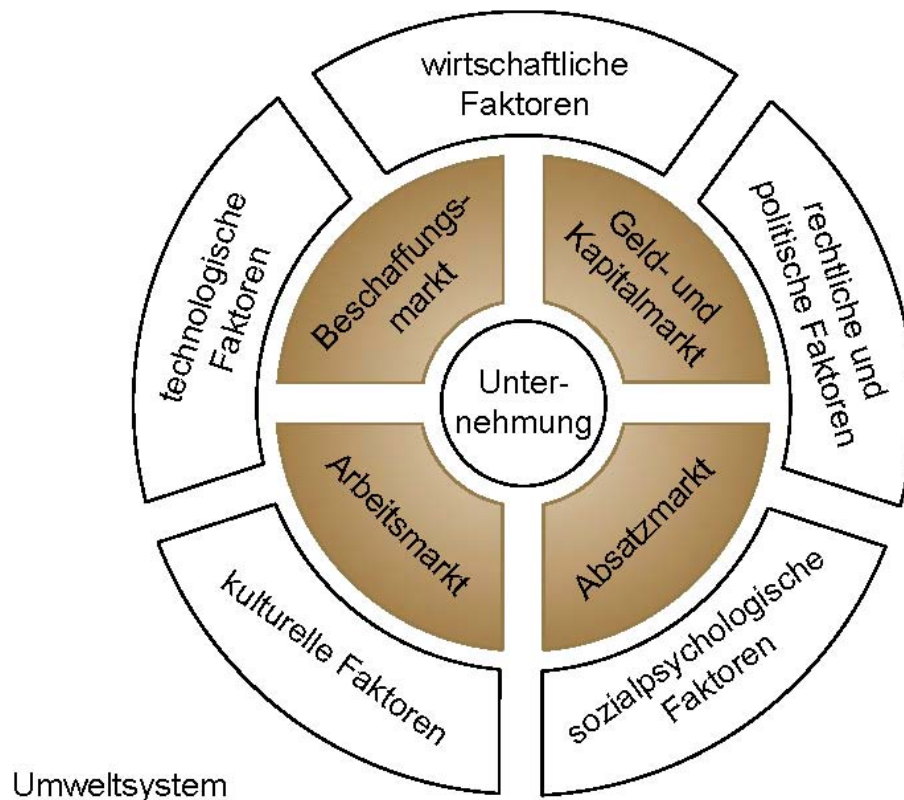 wirtschaftliche
Faktoren
technologische
Faktoren
rechtliche und
politische Faktoren
Beschaffungs-
markt
Geld- und
Kapitalmarkt
Unter-
nehmung
Arbeitsmarkt
Absatzmarkt
kulturelle Faktoren
sozialpsychologische
Faktoren
Umweltsystem